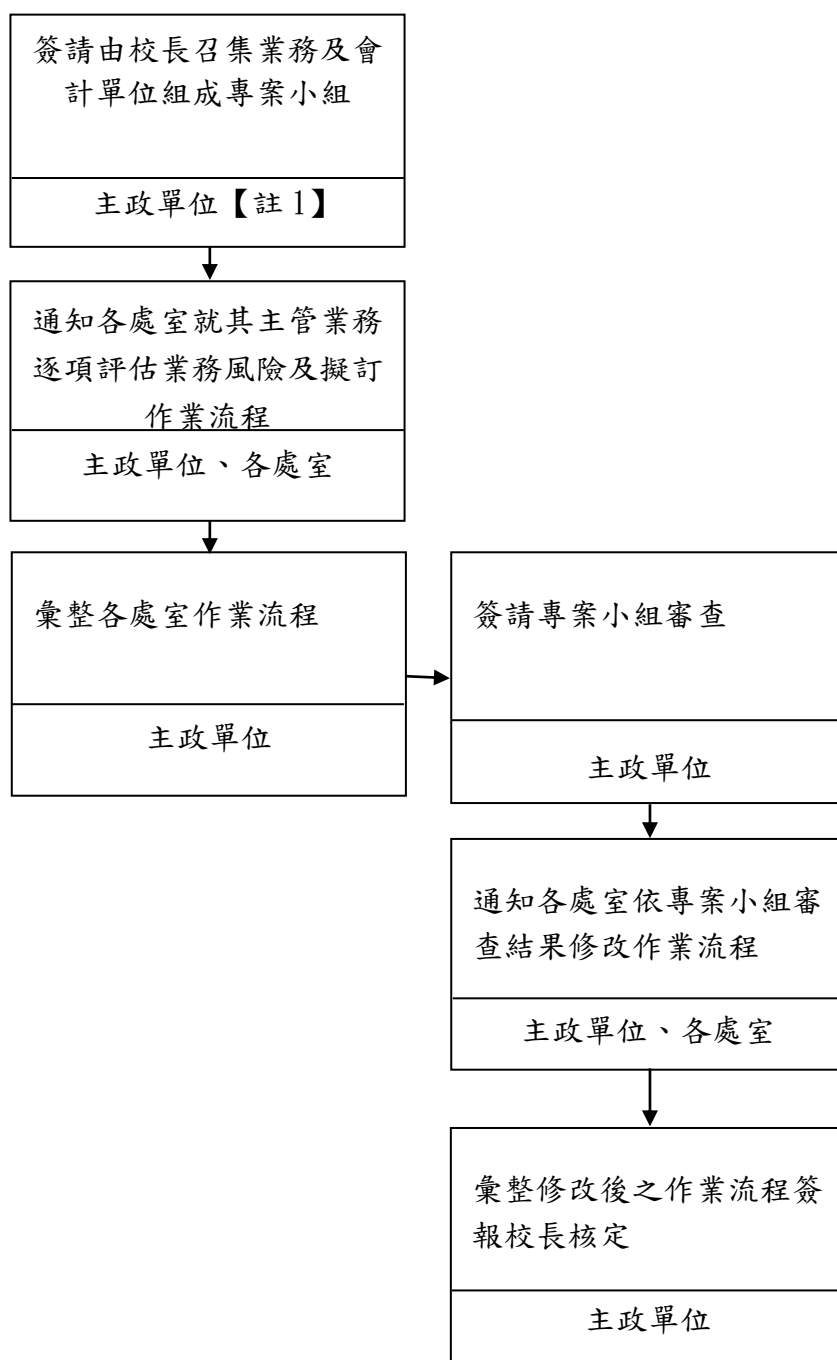 簽請由校長召集業務及會
計單位組成專案小組
主政單位【註1】
通知各處室就其主管業務
逐項評估業務風險及擬訂
作業流程
主政單位、各處室
彙整各處室作業流程
主政單位
簽請專案小組審查
主政單位
通知各處室依專案小組審
查結果修改作業流程
主政單位、各處室
彙整修改後之作業流程簽
報校長核定
主政單位